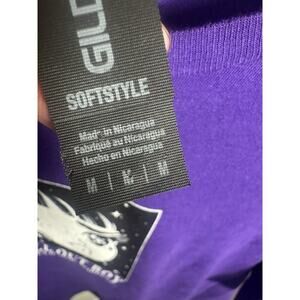 GILD
SOFTSTYLE
Made in Nicaragua
Fabriqué au Nicaragua
Hecho en Nicaragua
M | M | M